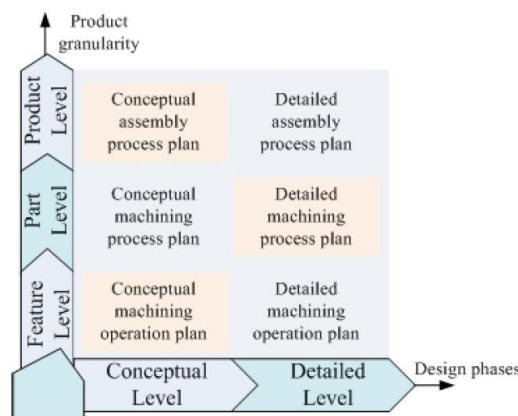 Product
granularity
Product
Level
Part
Level
Feature
Level
Conceptual
assembly
process plan
Detailed
assembly
process plan
Conceptual
machining
process plan
Detailed
machining
process plan
Conceptual
machining
operation plan
Detailed
machining
operation plan
Conceptual
Level
Detailed
Level
Design phases